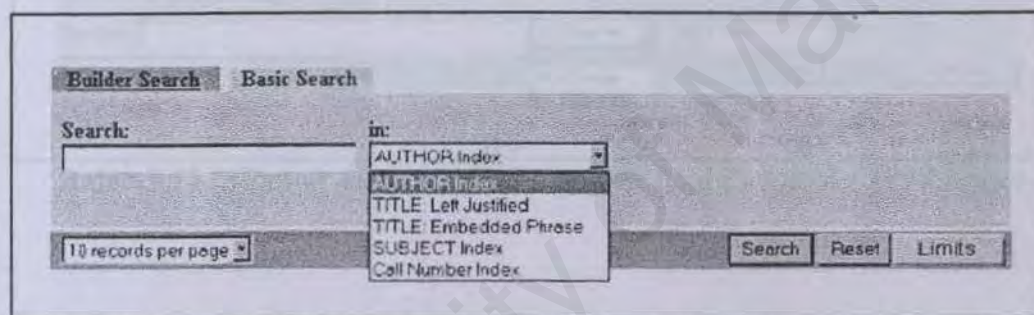 Builder Search Basic Search
Search: in:
AUTHOR Index
AUTHOR Index
TITLE: Left Justified
TITLE: Embedded Phrase
SUBJECT Index
Call Number Index
10 records per page Search Reset Limits